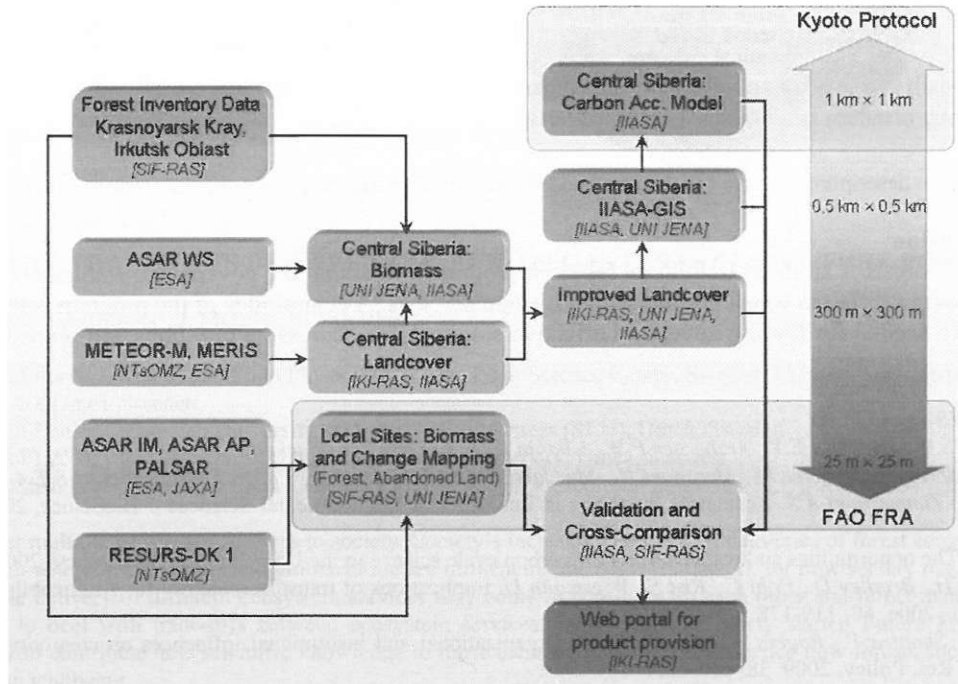 Kyoto Protocol
Forest Inventory Data
Krasnoyarsk Kray,
Irkutsk Oblast
[SIF-RAS]
Central Siberia:
Carbon Acc. Model
[IIASA]
1 km × 1 km
Central Siberia:
IIASA-GIS
[IIASA, UNI JENA]
0,5 km × 0,5 km
ASAR WS
[ESA]
Central Siberia:
Biomass
[UNI JENA, IIASA]
Improved Landcover
[IKI-RAS, UNI JENA,
IIASA]
300 m × 300 m
METEOR-M, MERIS
[NTsOMZ, ESA]
Central Siberia:
Landcover
[IKI-RAS, IIASA]
ASAR IM, ASAR AP,
PALSAR
[ESA, JAXA]
Local Sites: Biomass
and Change Mapping
(Forest, Abandoned Land)
[SIF-RAS, UNI JENA]
25 m × 25 m
FAO FRA
RESURS-DK 1
[NTsOMZ]
Validation and
Cross-Comparison
[IIASA, SIF-RAS]
Web portal for
product provision
[IKI-RAS]